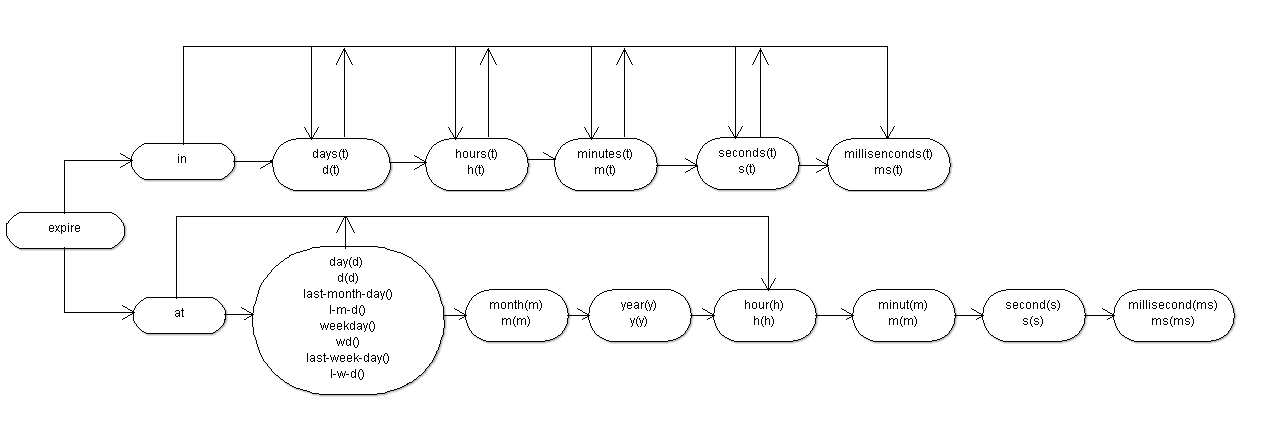 in
days(t)
d(t)
hours(t)
h(t)
minutes(t)
m(t)
seconds(t)
s(t)
millisenconds(t)
ms(t)
expire
at
day(d)
d(d)
last-month-day()
l-m-d()
weekday()
wd()
last-week-day()
l-w-d()
month(m)
m(m)
year(y)
y(y)
hour(h)
h(h)
minut(m)
m(m)
second(s)
s(s)
millisecond(ms)
ms(ms)